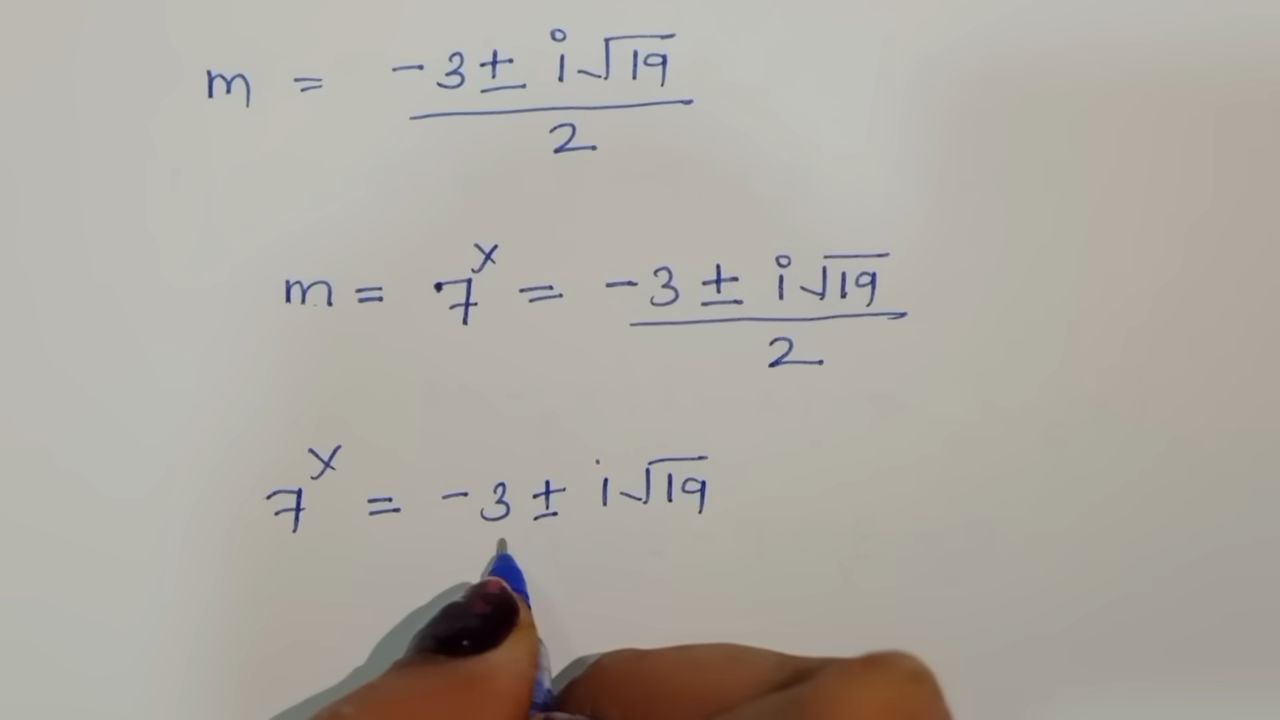 m = (-3 ± i√19)/2
m = 7^x = (-3 ± i√19)/2
7^x = -3 ± i√19